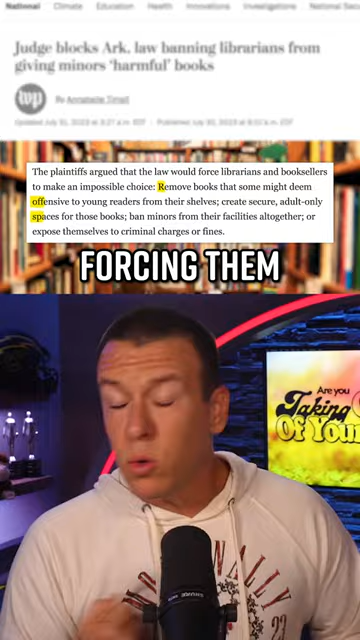 National Climate Education Health Innovations Investigations National Sec
Judge blocks Ark. law banning librarians from
giving minors ‘harmful’ books
wp
By Annabelle Timsit
The plaintiffs argued that the law would force librarians and booksellers
to make an impossible choice: Remove books that some might deem
offensive to young readers from their shelves; create secure, adult-only
spaces for those books; ban minors from their facilities altogether; or
expose themselves to criminal charges or fines.
FORCING THEM
Are you
Taking
Of You